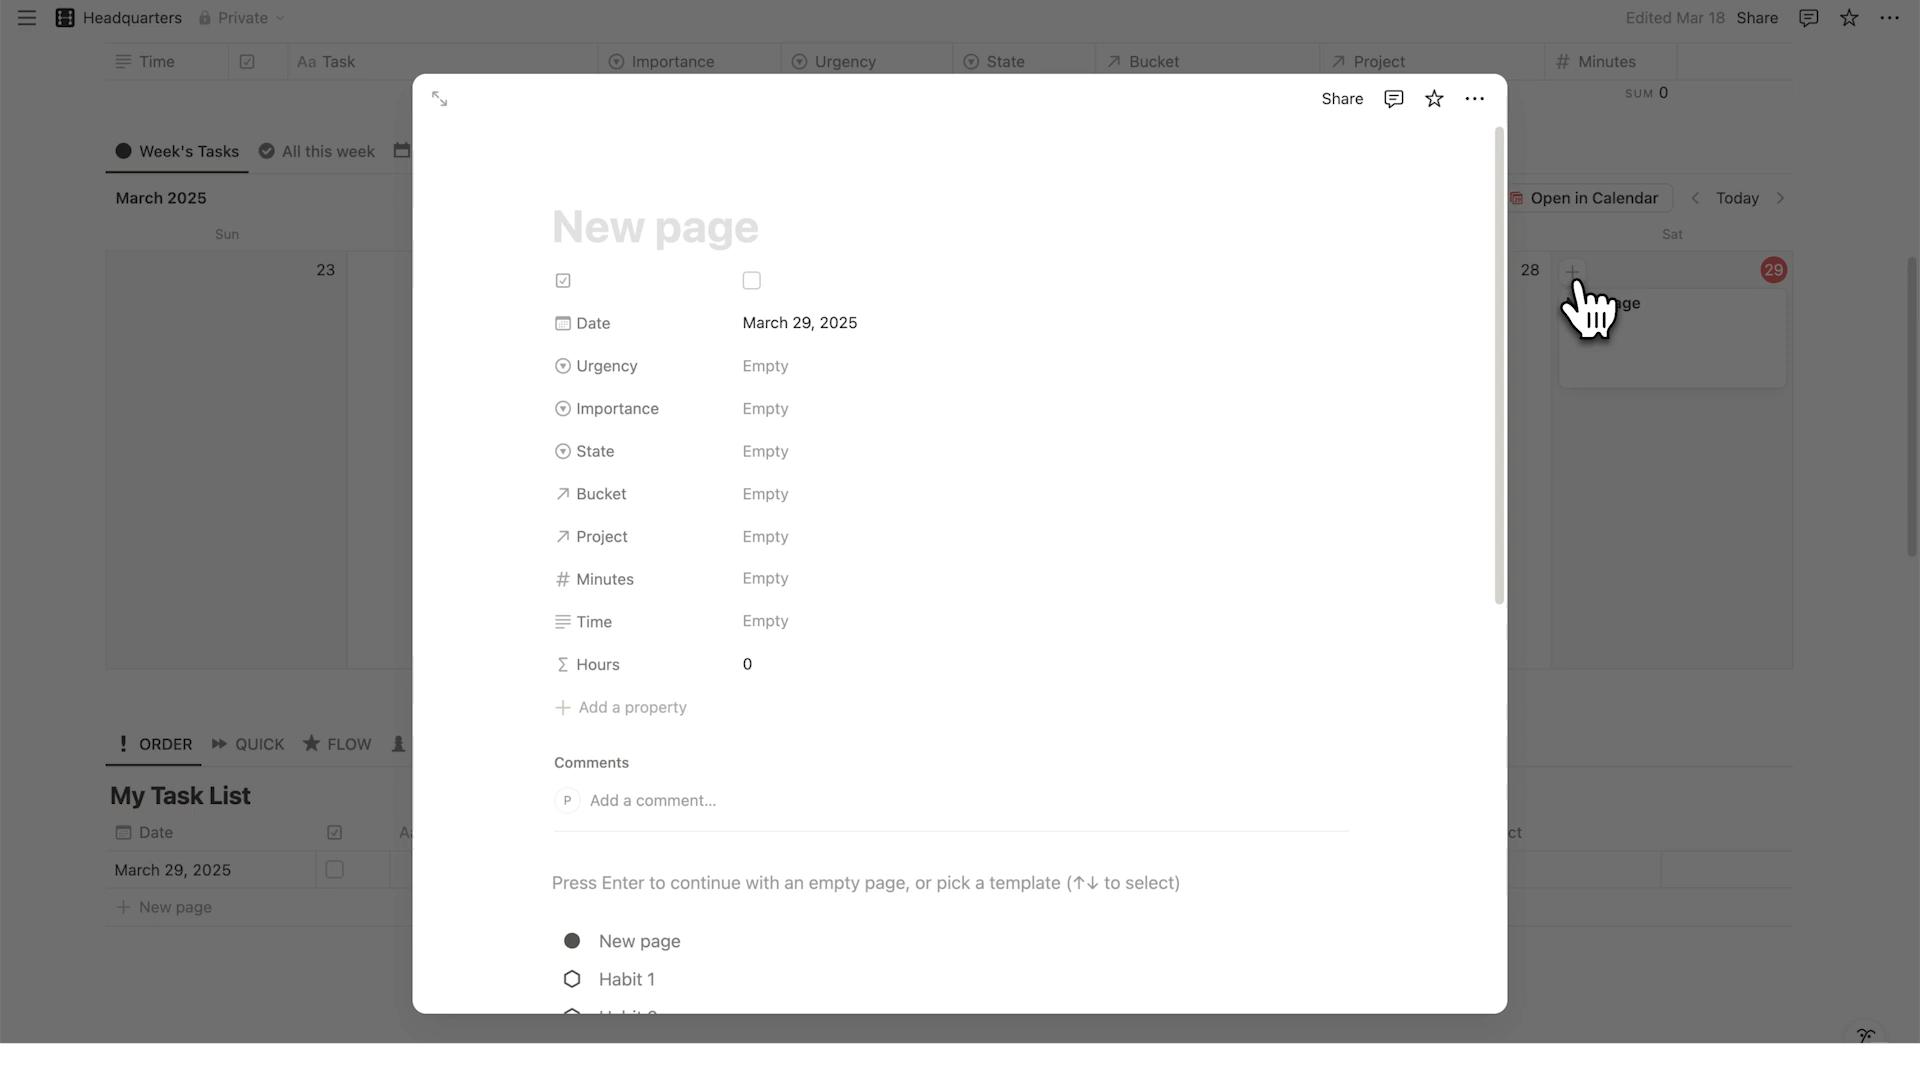 Headquarters Private Edited Mar 18 Share
Time Aa Task Importance Urgency State Bucket Project # Minutes
SUM 0
Share
Week's Tasks All this week
March 2025 Open in Calendar Today
Sun Sat
23 28 29
New page
Date March 29, 2025
Urgency Empty
Importance Empty
State Empty
Bucket Empty
Project Empty
# Minutes Empty
Time Empty
Σ Hours 0
+ Add a property
Comments
P Add a comment...
Press Enter to continue with an empty page, or pick a template (↑↓ to select)
New page
Habit 1
! ORDER QUICK FLOW
My Task List
Date
March 29, 2025
+ New page